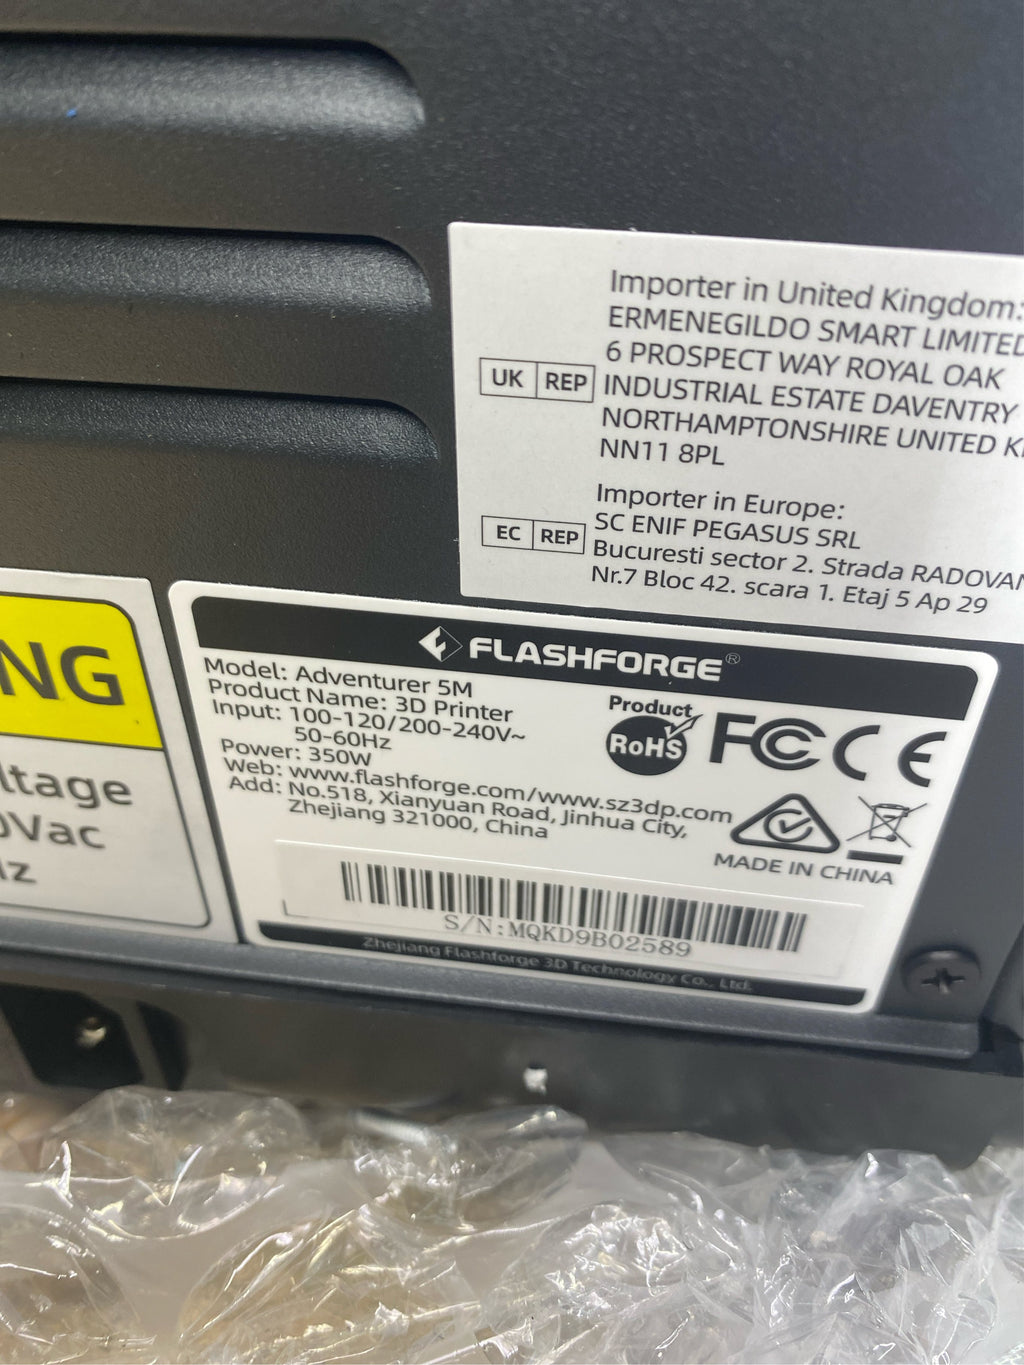 Importer in United Kingdom:
ERMENEGILDO SMART LIMITED
6 PROSPECT WAY ROYAL OAK
UK REP
INDUSTRIAL ESTATE DAVENTRY
NORTHAMPTONSHIRE UNITED
NN11 8PL
Importer in Europe:
EC REP
SC ENIF PEGASUS SRL
Bucuresti sector 2. Strada RADOVAN
Nr.7 Bloc 42. scara 1. Etaj 5 Ap 29
NG
ltage
0Vac
Hz
FLASHFORGE®
Model: Adventurer 5M
Product Name: 3D Printer
Input: 100-120/200-240V~
50-60Hz
Power: 350W
Web: www.flashforge.com/www.sz3dp.com
Add: No.518, Xianyuan Road, Jinhua City,
Zhejiang 321000, China
Product
RoHS
FC CE
MADE IN CHINA
S/N:MQKD9B02589
Zhejiang Flashforge 3D Technology Co., Ltd.